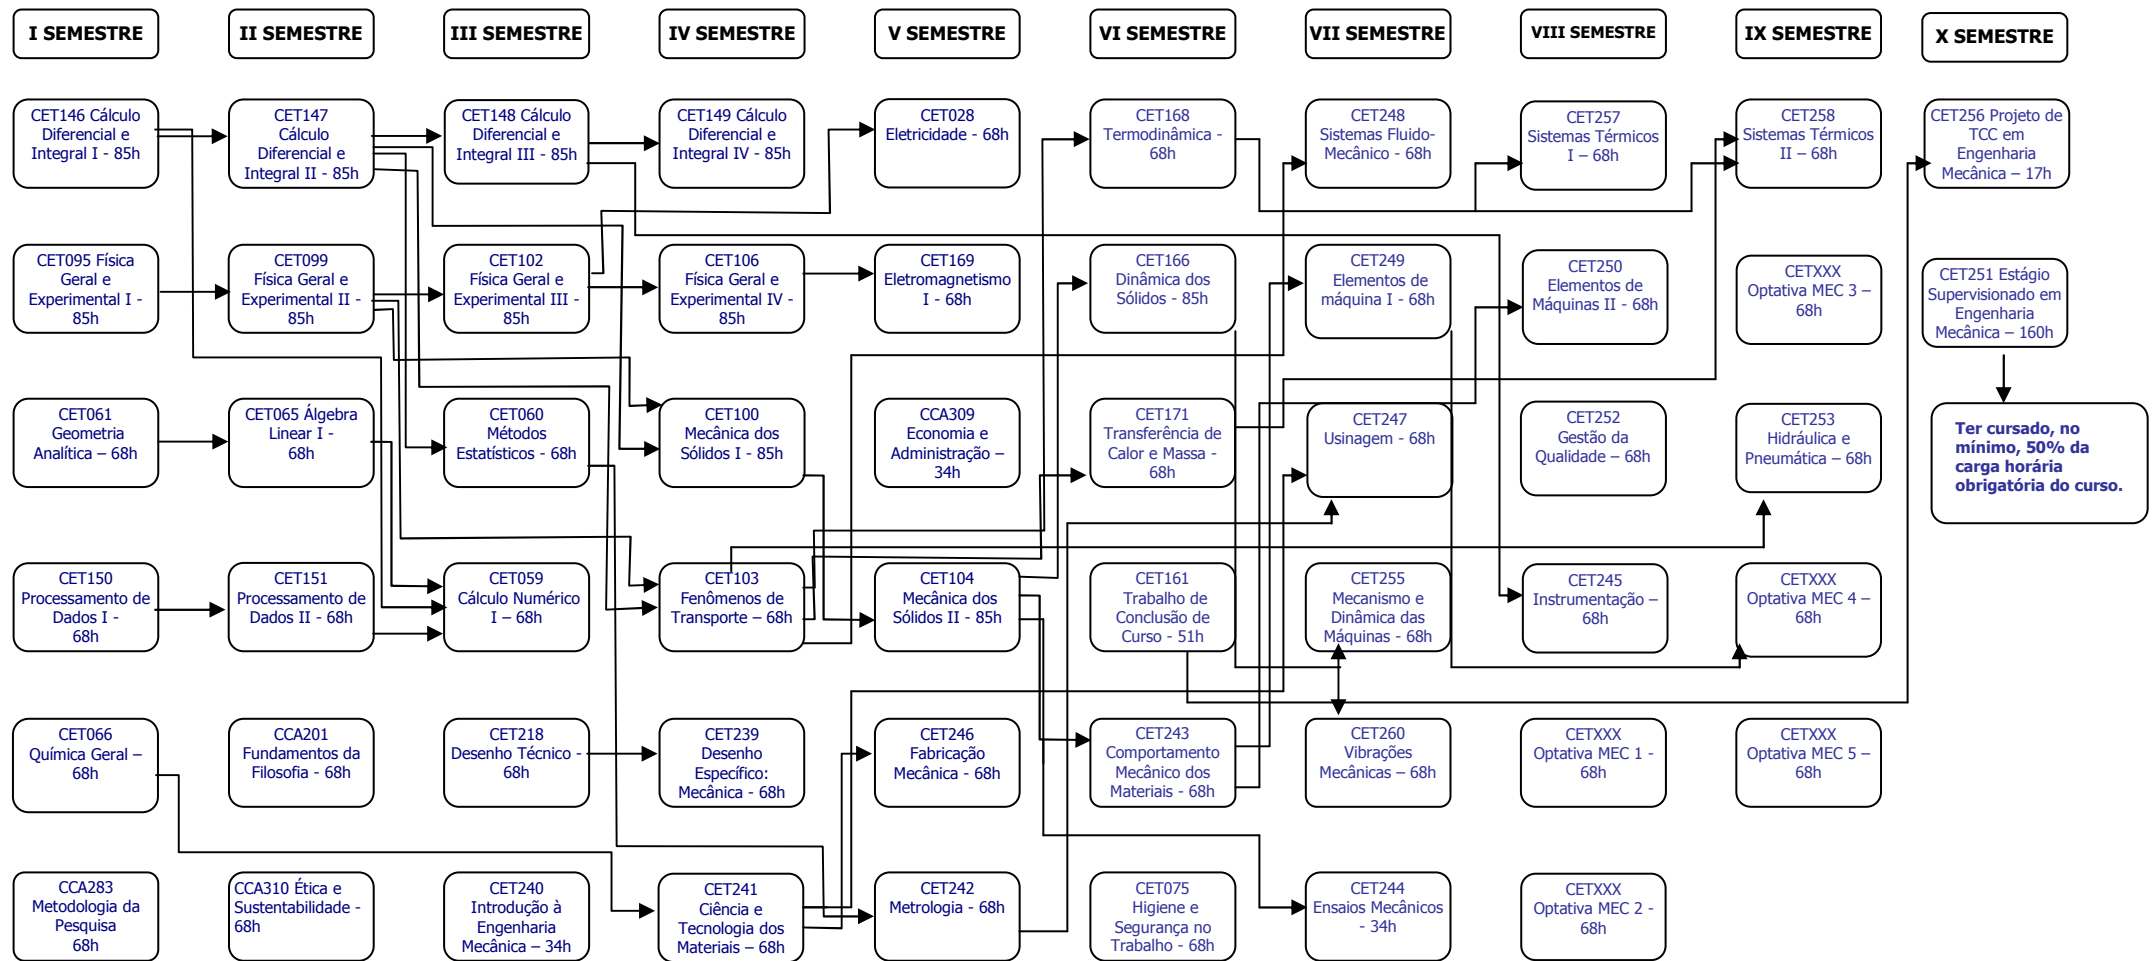 I SEMESTRE
II SEMESTRE
III SEMESTRE
IV SEMESTRE
V SEMESTRE
VI SEMESTRE
VII SEMESTRE
VIII SEMESTRE
IX SEMESTRE
X SEMESTRE
CET146 Cálculo
Diferencial e
Integral I - 85h
CET147
Cálculo
Diferencial e
Integral II - 85h
CET148 Cálculo
Diferencial e
Integral III - 85h
CET149 Cálculo
Diferencial e
Integral IV - 85h
CET028
Eletricidade - 68h
CET168
Termodinâmica -
68h
CET248
Sistemas Fluido-
Mecânico - 68h
CET257
Sistemas Térmicos
I – 68h
CET258
Sistemas Térmicos
II – 68h
CET256 Projeto de
TCC em
Engenharia
Mecânica – 17h
CET095 Física
Geral e
Experimental I -
85h
CET099
Física Geral e
Experimental II -
85h
CET102
Física Geral e
Experimental III -
85h
CET106
Física Geral e
Experimental IV -
85h
CET169
Eletromagnetismo
I - 68h
CET166
Dinâmica dos
Sólidos - 85h
CET249
Elementos de
máquina I - 68h
CET250
Elementos de
Máquinas II - 68h
CETXXX
Optativa MEC 3 –
68h
CET251 Estágio
Supervisionado em
Engenharia
Mecânica – 160h
CET061
Geometria
Analítica – 68h
CET065 Álgebra
Linear I -
68h
CET060
Métodos
Estatísticos - 68h
CET100
Mecânica dos
Sólidos I - 85h
CCA309
Economia e
Administração –
34h
CET171
Transferência de
Calor e Massa -
68h
CET247
Usinagem - 68h
CET252
Gestão da
Qualidade – 68h
CET253
Hidráulica e
Pneumática – 68h
Ter cursado, no
mínimo, 50% da
carga horária
obrigatória do curso.
CET150
Processamento de
Dados I -
68h
CET151
Processamento de
Dados II - 68h
CET059
Cálculo Numérico
I – 68h
CET103
Fenômenos de
Transporte – 68h
CET104
Mecânica dos
Sólidos II - 85h
CET161
Trabalho de
Conclusão de
Curso - 51h
CET255
Mecanismo e
Dinâmica das
Máquinas - 68h
CET245
Instrumentação –
68h
CETXXX
Optativa MEC 4 –
68h
CET066
Química Geral –
68h
CCA201
Fundamentos da
Filosofia - 68h
CET218
Desenho Técnico -
68h
CET239
Desenho
Específico:
Mecânica - 68h
CET246
Fabricação
Mecânica - 68h
CET243
Comportamento
Mecânico dos
Materiais - 68h
CET260
Vibrações
Mecânicas – 68h
CETXXX
Optativa MEC 1 -
68h
CETXXX
Optativa MEC 5 –
68h
CCA283
Metodologia da
Pesquisa
68h
CCA310 Ética e
Sustentabilidade -
68h
CET240
Introdução à
Engenharia
Mecânica – 34h
CET241
Ciência e
Tecnologia dos
Materiais – 68h
CET242
Metrologia - 68h
CET075
Higiene e
Segurança no
Trabalho - 68h
CET244
Ensaios Mecânicos
- 34h
CETXXX
Optativa MEC 2 -
68h